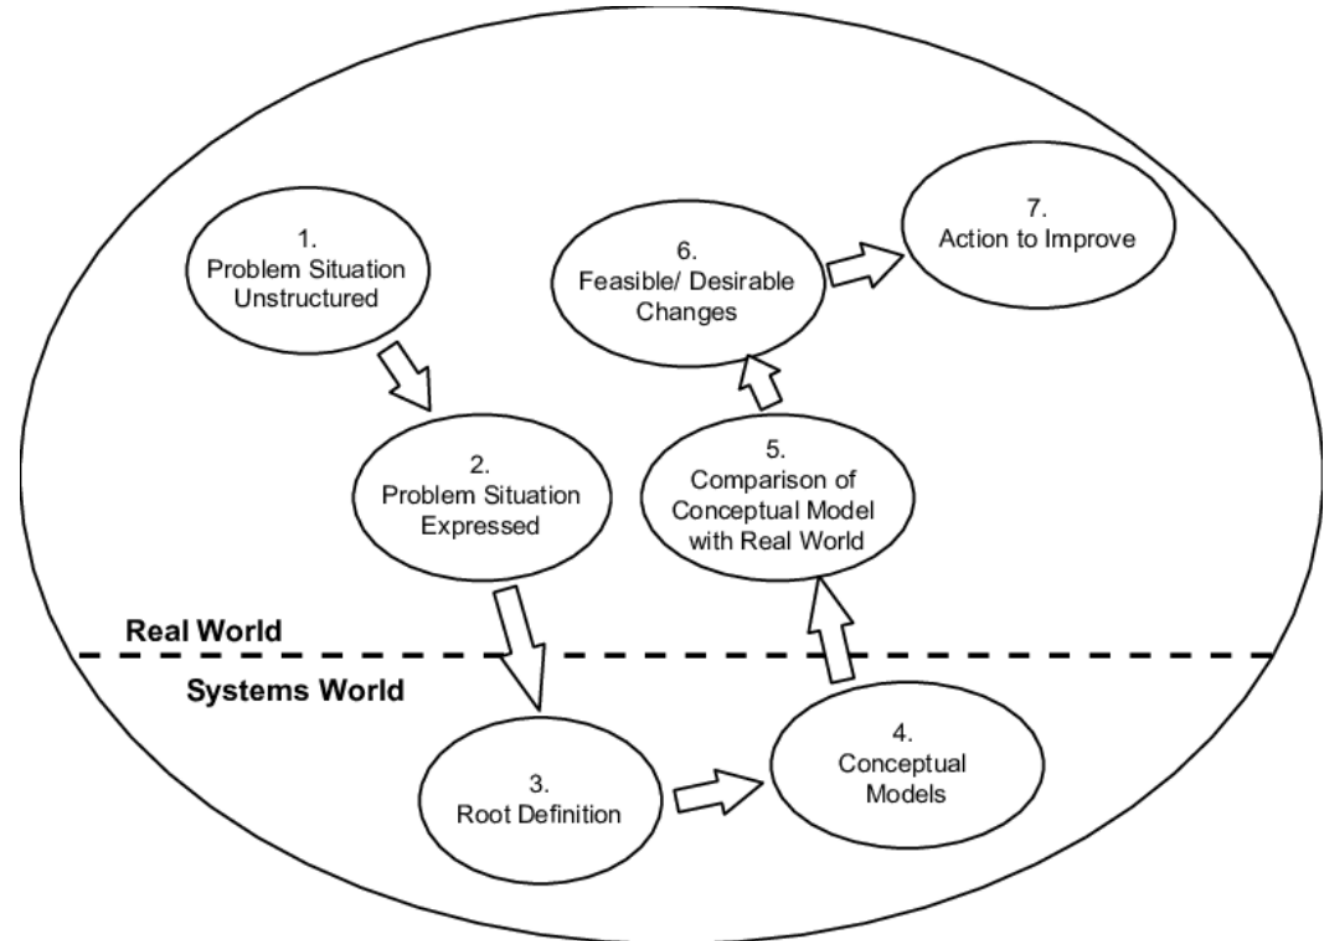 1.
Problem Situation
Unstructured
2.
Problem Situation
Expressed
3.
Root Definition
4.
Conceptual
Models
5.
Comparison of
Conceptual Model
with Real World
6.
Feasible/ Desirable
Changes
7.
Action to Improve
Real World
Systems World